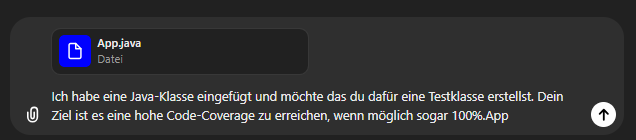 App.java
Datei
Ich habe eine Java-Klasse eingefügt und möchte das du dafür eine Testklasse erstellst. Dein
Ziel ist es eine hohe Code-Coverage zu erreichen, wenn möglich sogar 100%.App